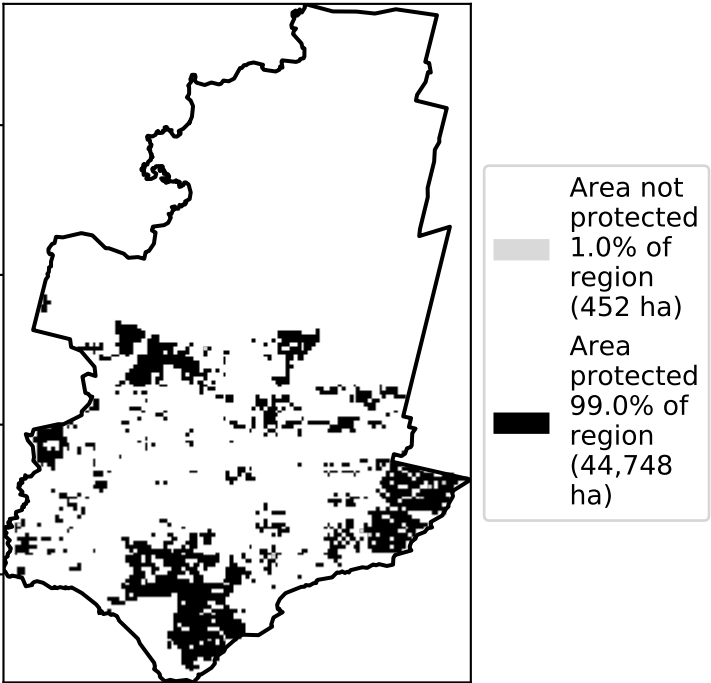 Area not
protected
1.0% of
region
(452 ha)
Area
protected
99.0% of
region
(44,748
ha)